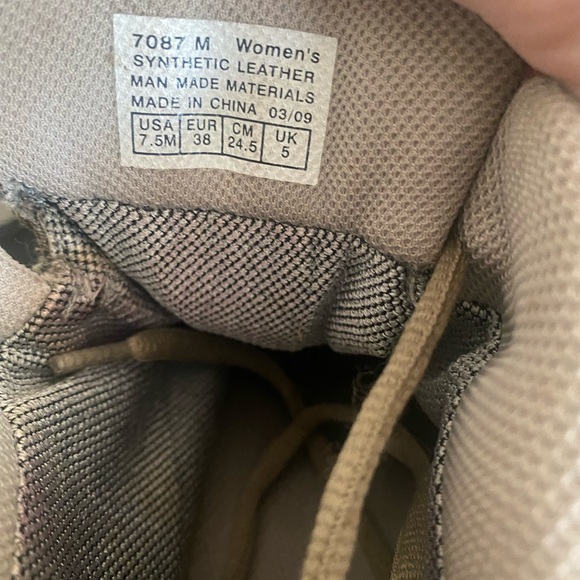 7087 M Women's
SYNTHETIC LEATHER
MAN MADE MATERIALS
MADE IN CHINA 03/09
USA EUR CM UK
7.5M 38 24.5 5